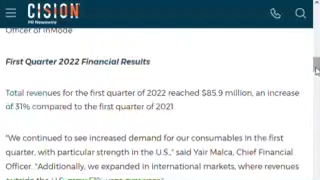 CISION
PR Newswire
Officer of InMode
First Quarter 2022 Financial Results
Total revenues for the first quarter of 2022 reached $85.9 million, an increase
of 31% compared to the first quarter of 2021
"We continued to see increased demand for our consumables in the first
quarter, with particular strength in the U.S.," said Yair Malca, Chief Financial
Officer. "Additionally, we expanded in international markets, where revenues
outside the U.S.